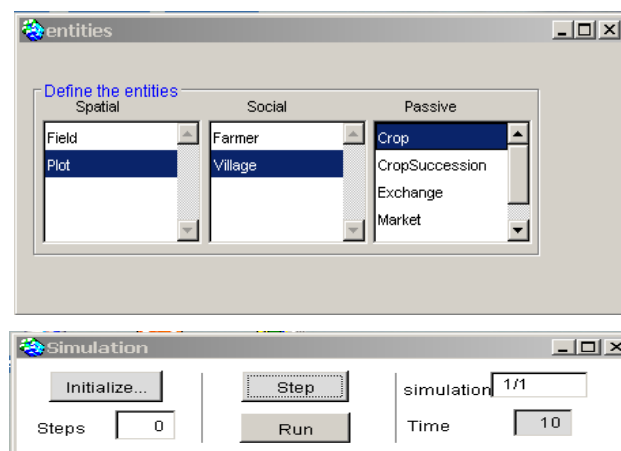 entities
Define the entities
Spatial Social Passive
Field Farmer Crop
Plot Village CropSuccession
Exchange
Market
Simulation
Initialize... Step simulation 1/1
Steps 0 Run Time 10